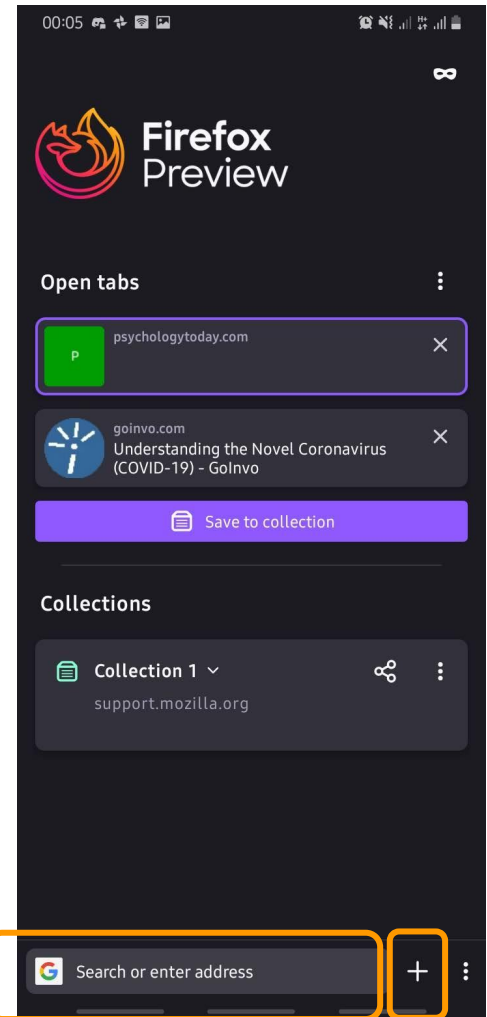 00:05
Firefox
Preview
Open tabs
P
psychologytoday.com
goinvo.com
Understanding the Novel Coronavirus
(COVID-19) - GoInvo
Save to collection
Collections
Collection 1
support.mozilla.org
G Search or enter address